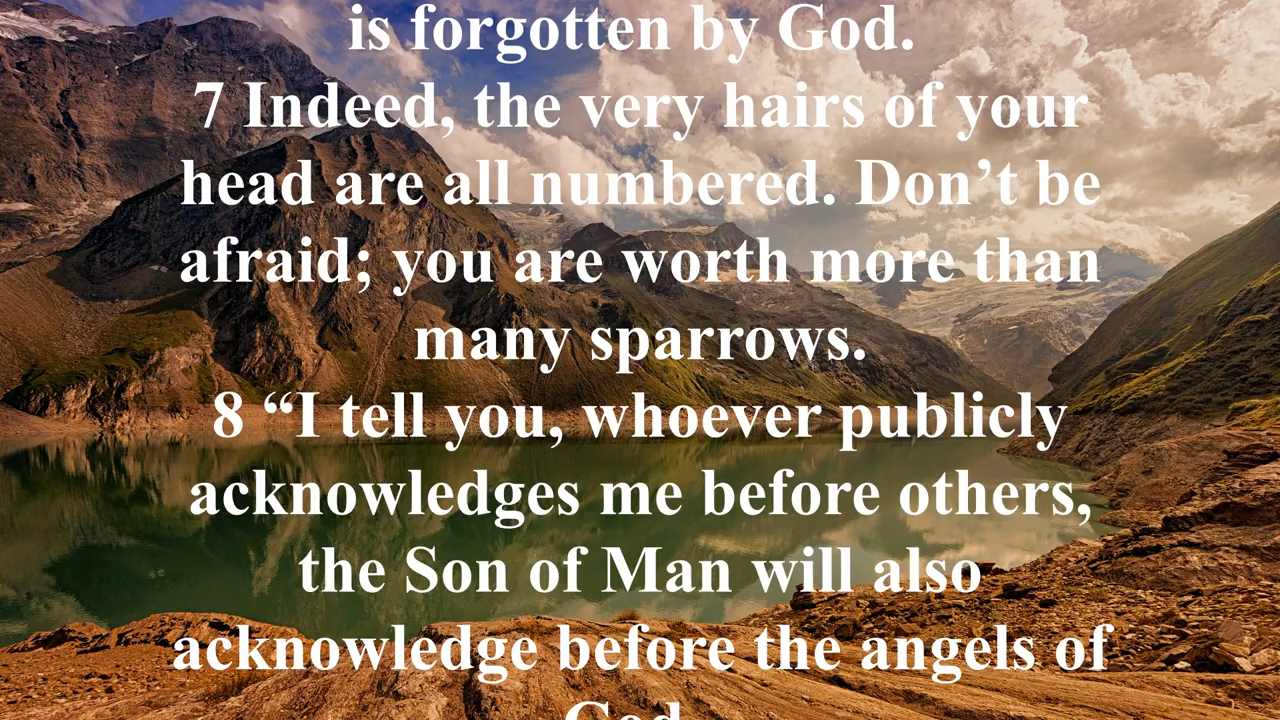 is forgotten by God.
7 Indeed, the very hairs of your
head are all numbered. Don’t be
afraid; you are worth more than
many sparrows.
8 “I tell you, whoever publicly
acknowledges me before others,
the Son of Man will also
acknowledge before the angels of
God.